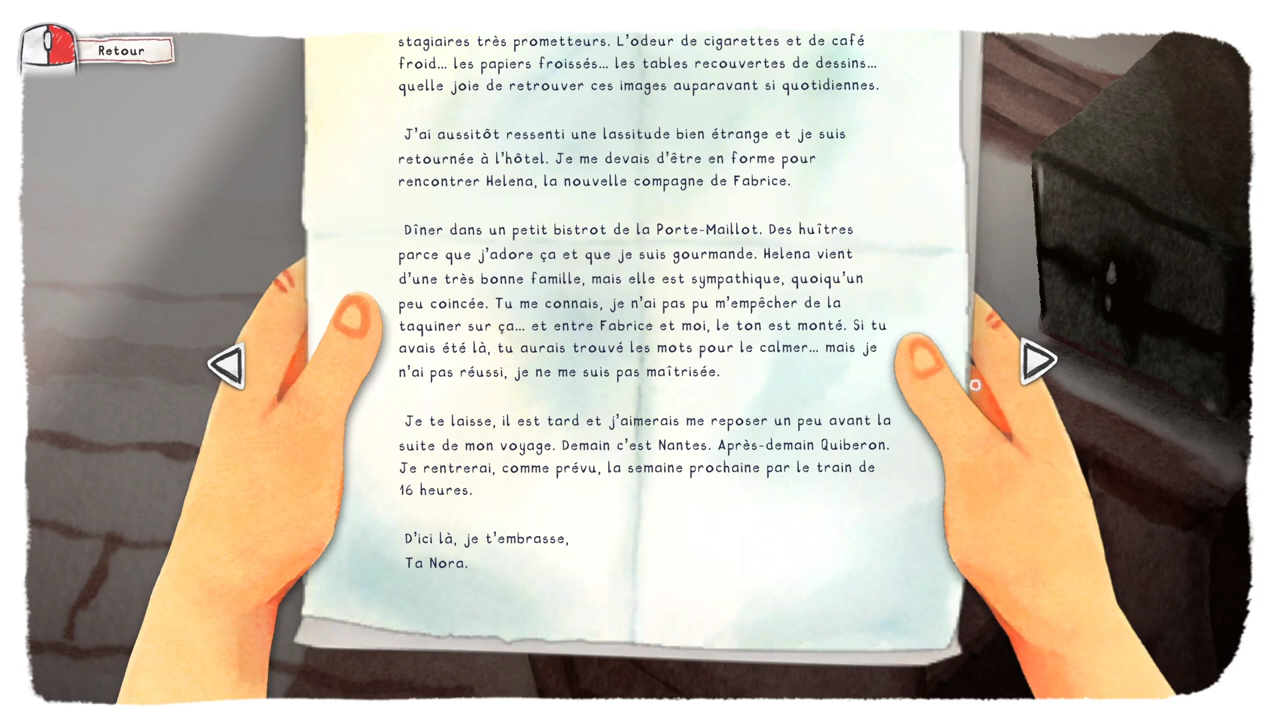 Retour
stagiaires très prometteurs. L'odeur de cigarettes et de café
froid... les papiers froissés... les tables recouvertes de dessins...
quelle joie de retrouver ces images auparavant si quotidiennes.
J'ai aussitôt ressenti une lassitude bien étrange et je suis
retournée à l'hôtel. Je me devais d'être en forme pour
rencontrer Helena, la nouvelle compagne de Fabrice.
Dîner dans un petit bistrot de la Porte-Maillot. Des huîtres
parce que j'adore ça et que je suis gourmande. Helena vient
d'une très bonne famille, mais elle est sympathique, quoiqu'un
peu coincée. Tu me connais, je n'ai pas pu m'empêcher de la
taquiner sur ça... et entre Fabrice et moi, le ton est monté. Si tu
avais été là, tu aurais trouvé les mots pour le calmer... mais je
n'ai pas réussi, je ne me suis pas maîtrisée.
Je te laisse, il est tard et j'aimerais me reposer un peu avant la
suite de mon voyage. Demain c'est Nantes. Après-demain Quiberon.
Je rentrerai, comme prévu, la semaine prochaine par le train de
16 heures.
D'ici là, je t'embrasse,
Ta Nora.